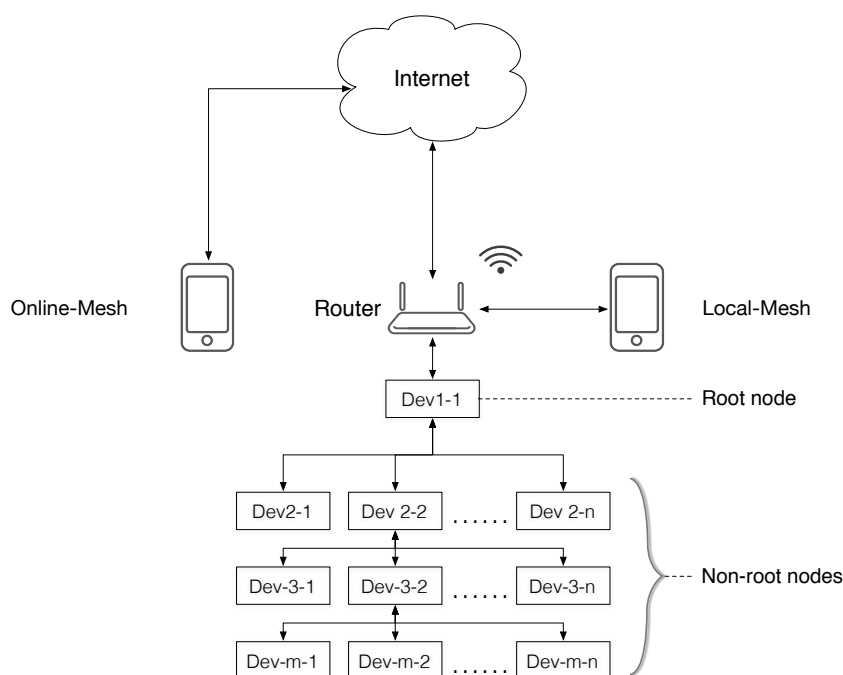 Internet
Online-Mesh
Router
Local-Mesh
Dev1-1
Root node
Dev2-1
Dev 2-2
......
Dev 2-n
Dev-3-1
Dev-3-2
......
Dev-3-n
Non-root nodes
Dev-m-1
Dev-m-2
......
Dev-m-n